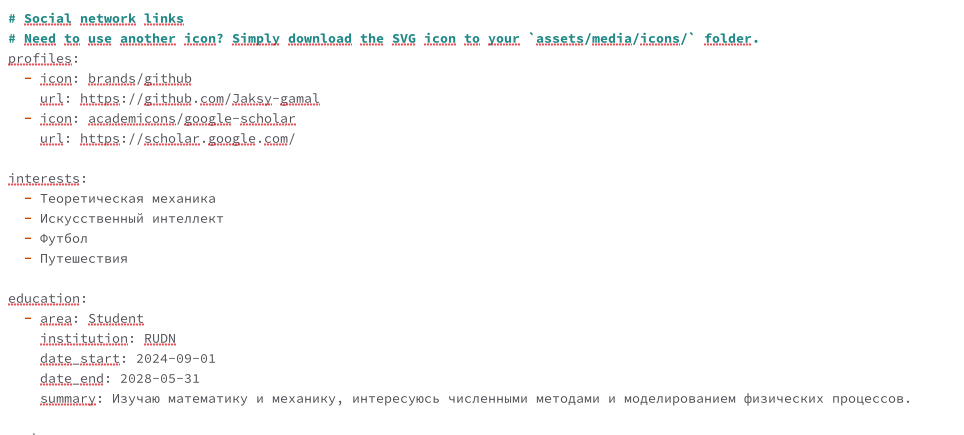 # Social network links
# Need to use another icon? Simply download the SVG icon to your `assets/media/icons/` folder.
profiles:
  - icon: brands/github
    url: https://github.com/Jaksy-gamal
  - icon: academicons/google-scholar
    url: https://scholar.google.com/

interests:
  - Теоретическая механика
  - Искусственный интеллект
  - Футбол
  - Путешествия

education:
  - area: Student
    institution: RUDN
    date_start: 2024-09-01
    date_end: 2028-05-31
    summary: Изучаю математику и механику, интересуюсь численными методами и моделированием физических процессов.